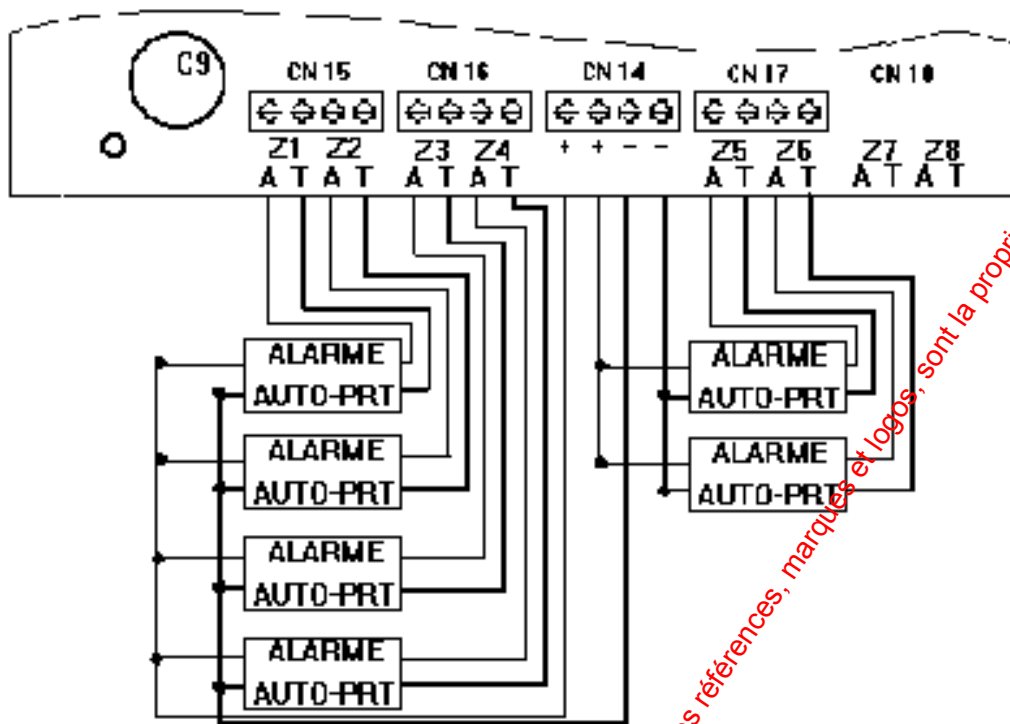 C9
CN 15 CN 16 CN 14 CN 17 CN 18
Z1 Z2 Z3 Z4 + + - - Z5 Z6 Z7 Z8
A T A T A T A T A T A T A T A T
ALARME
AUTO-PRT
ALARME
AUTO-PRT
ALARME
AUTO-PRT
ALARME
AUTO-PRT
ALARME
AUTO-PRT
ALARME
AUTO-PRT
références, marques et logos, sont la